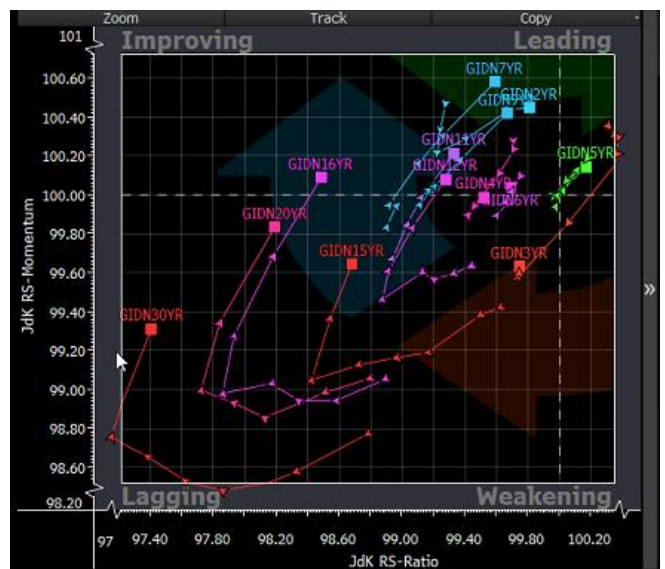 Zoom Track Copy
101
Improving Leading
100.60
GIDN7YR
GIDN2YR
100.40
100.20
GIDN16YR
GIDN5YR
100.00
GIDN4YR
GIDN6YR
GIDN20YR
99.80
GIDN15YR GIDN3YR
99.60
99.40
GIDN30YR
99.20
99.00
98.80
98.60
98.20
Lagging Weakening
JdK RS-Momentum
97 97.40 97.80 98.20 98.60 99.00 99.40 99.80 100.20
JdK RS-Ratio
»